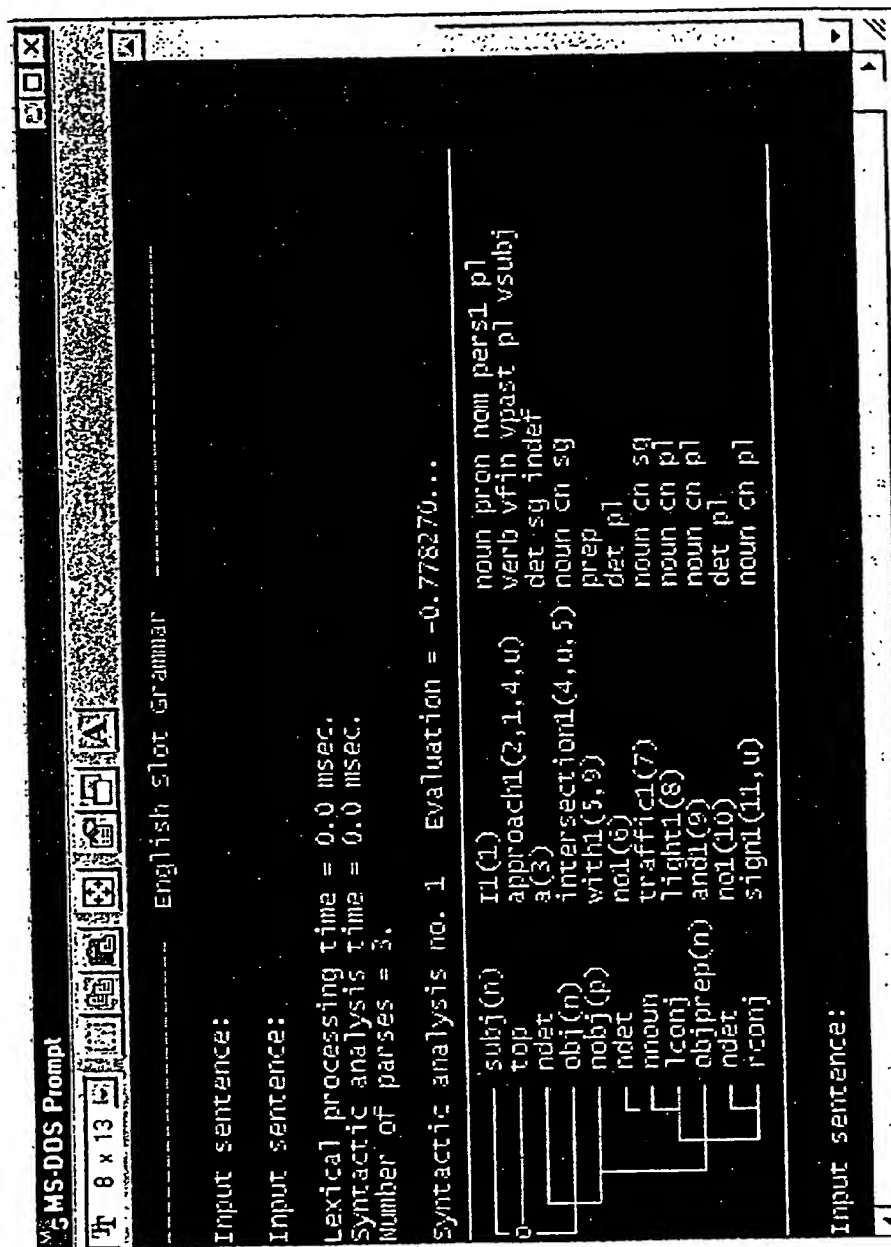 MS-DOS Prompt
8 x 13
A
English Slot Grammar
Input sentence:
Input sentence:
Lexical processing time = 0.0 msec.
Syntactic analysis time = 0.0 msec.
Number of parses = 3.
Syntactic analysis no. 1 Evaluation = -0.778270...
subj(n) I1(1) noun pron nom pers1 pl
top approach1(2,1,4,u) verb vfin vpast pl vsubj
ndet a(3) det sg indef
obj(n) intersection1(4,u,5) noun cn sg
nobj(p) with1(5,9) prep
ndet no1(6) det pl
nnoun traffic1(7) noun cn sg
lconj light1(8) noun cn pl
objprep(n) and1(9) noun cn pl
ndet no1(10) det pl
rconj sign1(11,u) noun cn pl
Input sentence: